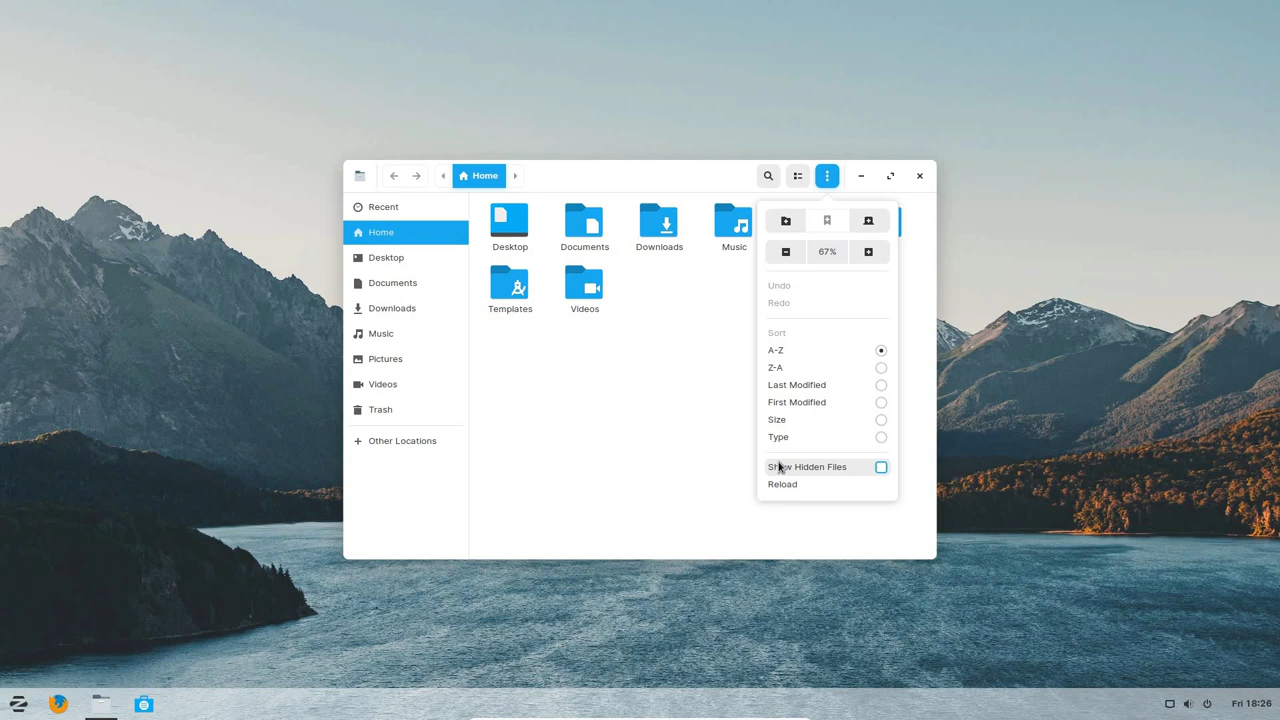 Home
Recent
Home
Desktop
Documents
Downloads
Music
Pictures
Videos
Trash
Other Locations
Desktop
Documents
Downloads
Music
Templates
Videos
67%
Undo
Redo
Sort
A-Z
Z-A
Last Modified
First Modified
Size
Type
Show Hidden Files
Reload
Fri 18:26